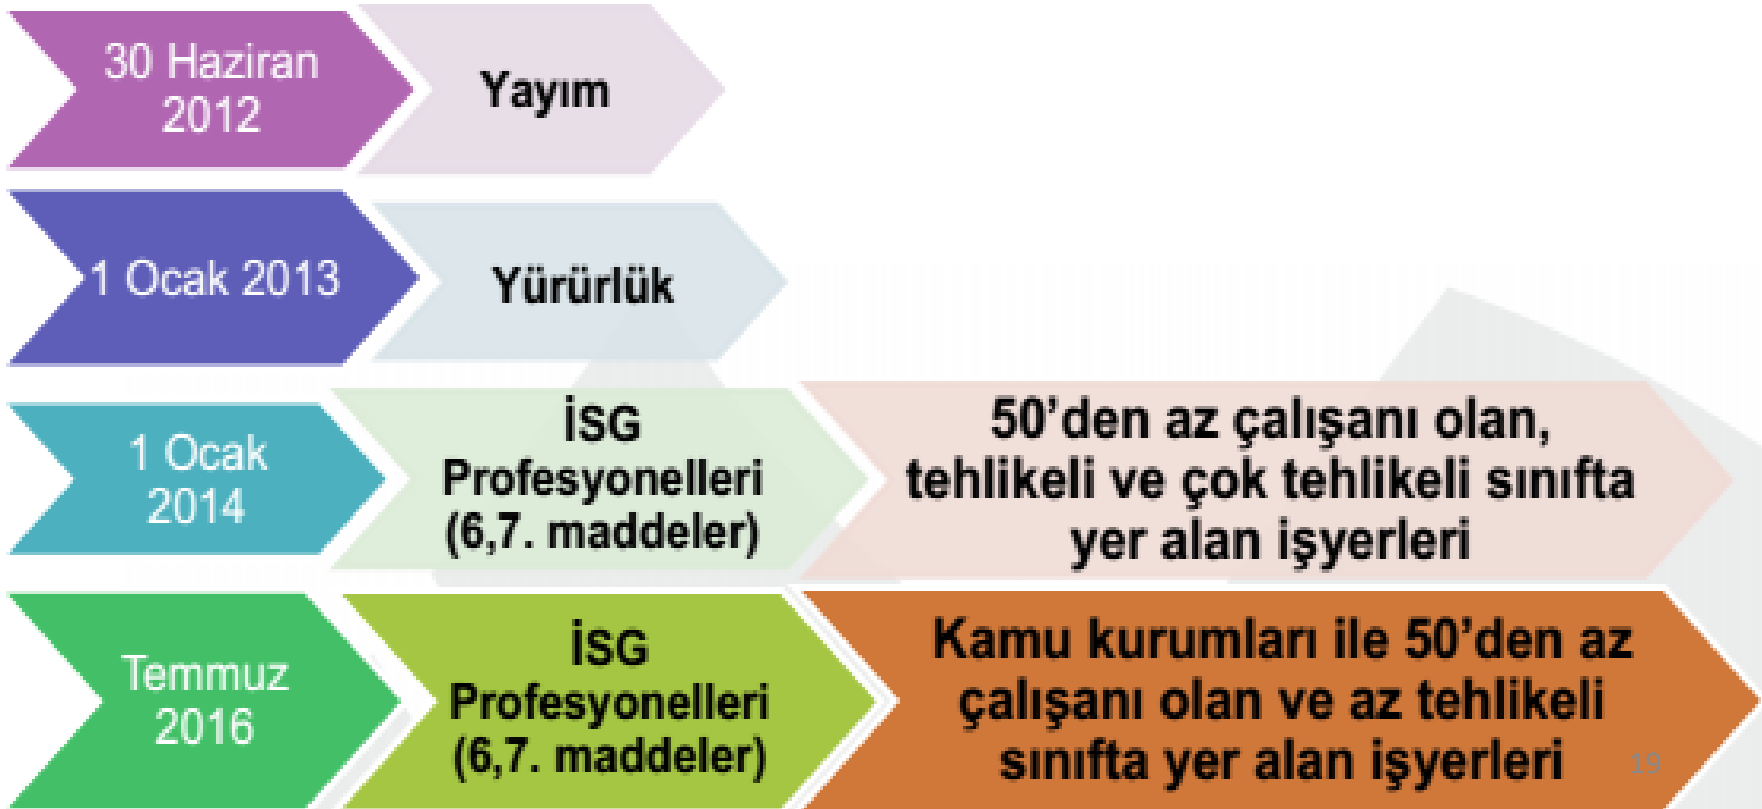 30 Haziran
2012
Yayım
1 Ocak 2013
Yürürlük
1 Ocak
2014
İSG
Profesyonelleri
(6,7. maddeler)
50’den az çalışanı olan,
tehlikeli ve çok tehlikeli sınıfta
yer alan işyerleri
Temmuz
2016
İSG
Profesyonelleri
(6,7. maddeler)
Kamu kurumları ile 50’den az
çalışanı olan ve az tehlikeli
sınıfta yer alan işyerleri
19